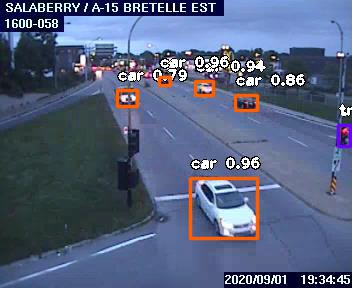 SALABERRY / A-15 BRETELLE EST
1600-058
car 0.96
car 0.94
car 0.79
car 0.86
tr
car 0.96
2020/09/01 19:34:45